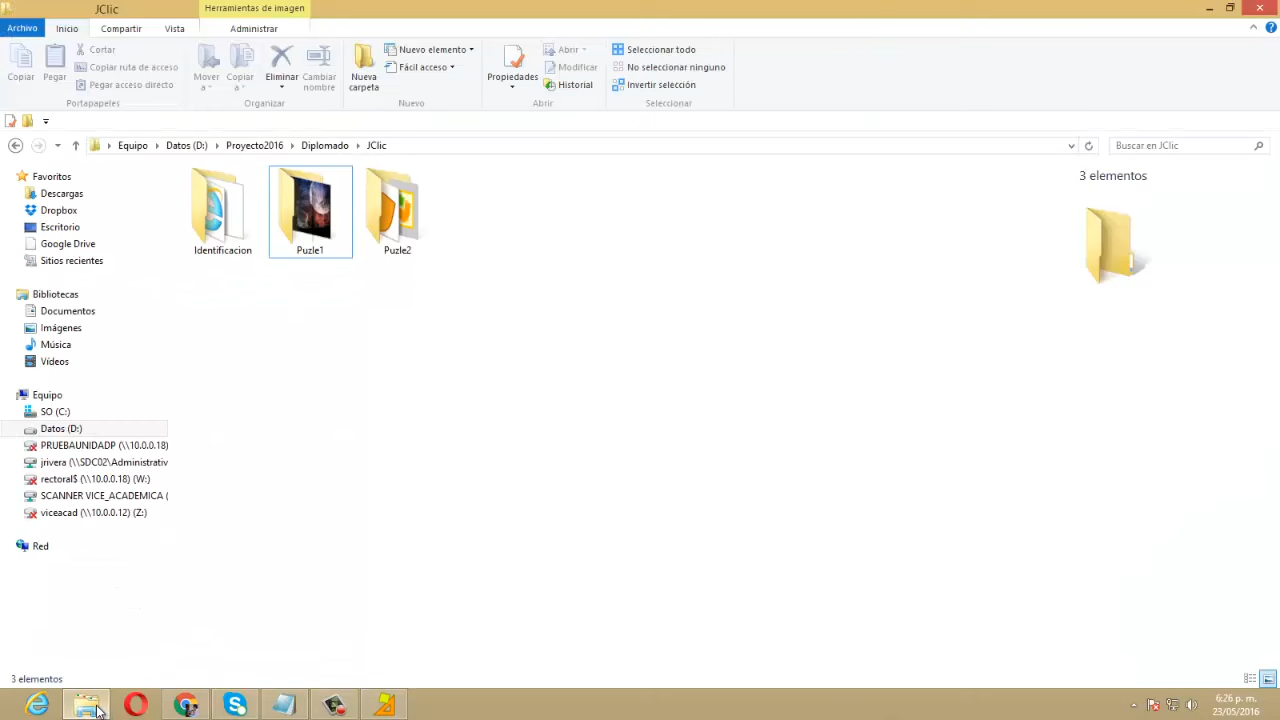 JClic
Herramientas de imagen
Archivo Inicio Compartir Vista Administrar
Copiar
Pegar
Cortar
Copiar ruta de acceso
Pegar acceso directo
Portapapeles
Mover a
Copiar a
Eliminar
Cambiar nombre
Organizar
Nueva carpeta
Nuevo elemento
Fácil acceso
Nuevo
Propiedades
Abrir
Modificar
Historial
Abrir
Seleccionar todo
No seleccionar ninguno
Invertir selección
Seleccionar
Equipo Datos (D:) Proyecto2016 Diplomado JClic
Buscar en JClic
Favoritos
Descargas
Dropbox
Escritorio
Google Drive
Sitios recientes
Bibliotecas
Documentos
Imágenes
Música
Vídeos
Equipo
SO (C:)
Datos (D:)
PRUEBAUNIDADP (\\10.0.0.18)
jrivera (\\SDC02\Administrativ
rectoral$ (\\10.0.0.18) (W:)
SCANNER VICE_ACADEMICA (
viceacad (\\10.0.0.12) (Z:)
Red
Identificacion
Puzle1
Puzle2
3 elementos
3 elementos
6:26 p. m.
23/05/2016